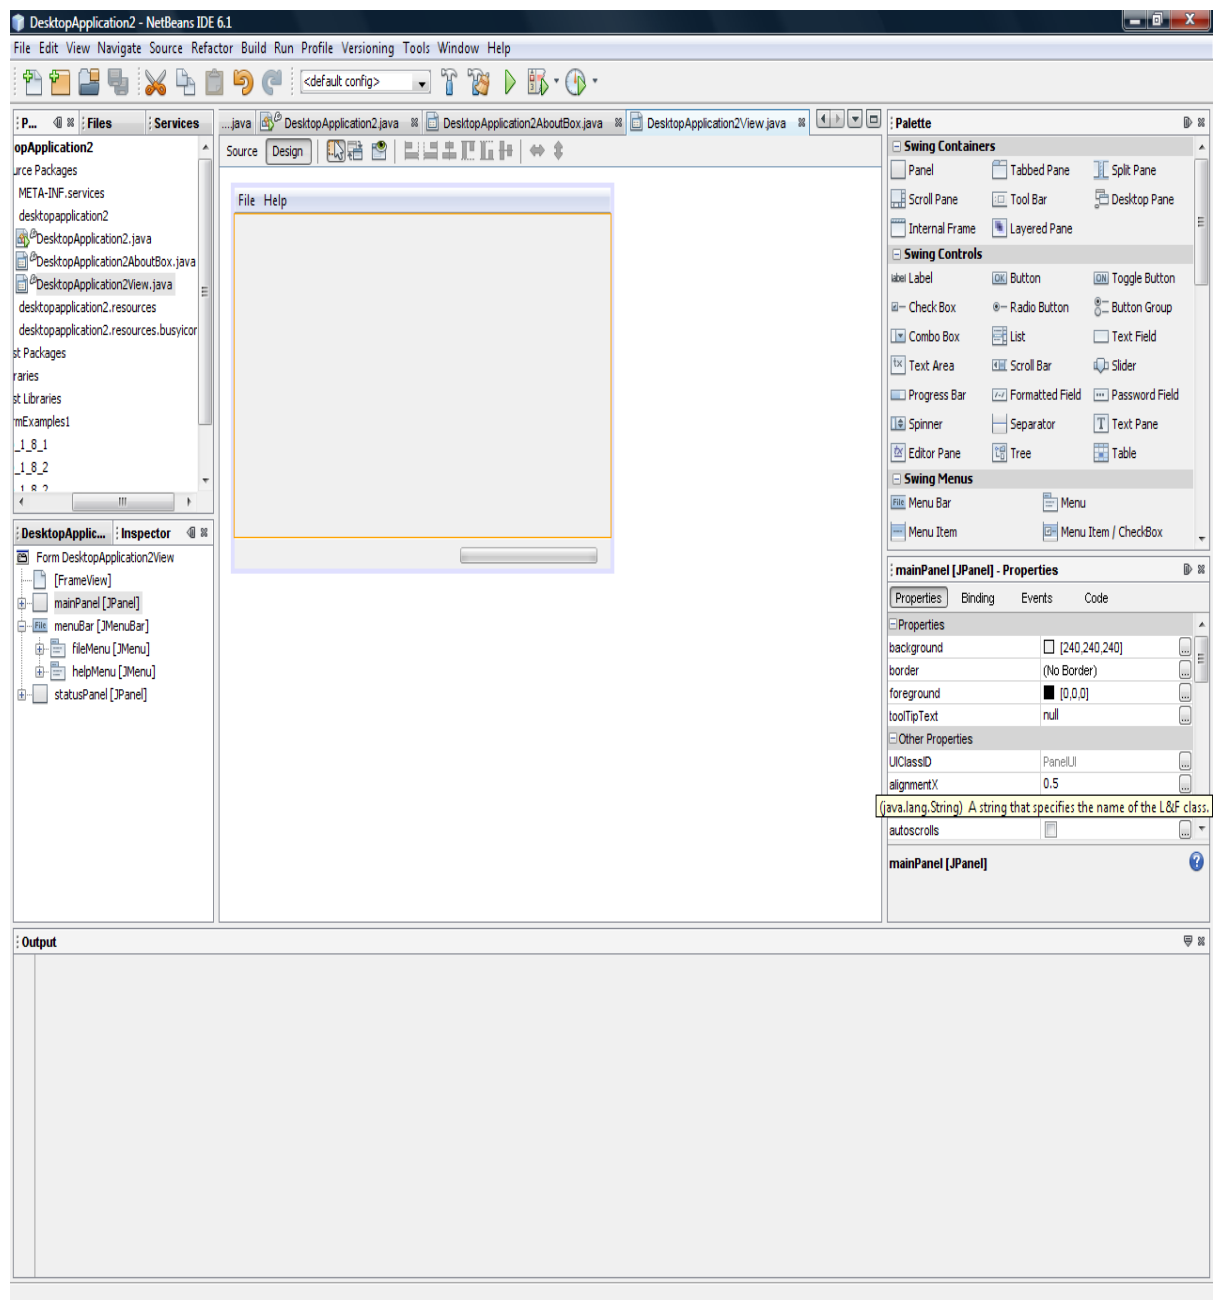 DesktopApplication2 - NetBeans IDE 6.1
File Edit View Navigate Source Refactor Build Run Profile Versioning Tools Window Help
<default config>
P... Files Services
opApplication2
urce Packages
META-INF.services
desktopapplication2
DesktopApplication2.java
DesktopApplication2AboutBox.java
DesktopApplication2View.java
desktopapplication2.resources
desktopapplication2.resources.busyicor
st Packages
raries
st Libraries
rmExamples1
_1_8_1
_1_8_2
_1_8_2
DesktopApplic... Inspector
Form DesktopApplication2View
[FrameView]
mainPanel [JPanel]
menuBar [JMenuBar]
fileMenu [JMenu]
helpMenu [JMenu]
statusPanel [JPanel]
....java DesktopApplication2.java DesktopApplication2AboutBox.java DesktopApplication2View.java
Source Design
File Help
Palette
Swing Containers
Panel Tabbed Pane Split Pane
Scroll Pane Tool Bar Desktop Pane
Internal Frame Layered Pane
Swing Controls
label Label OK Button ON Toggle Button
Check Box Radio Button Button Group
Combo Box List Text Field
Text Area Scroll Bar Slider
Progress Bar Formatted Field Password Field
Spinner Separator T Text Pane
Editor Pane Tree Table
Swing Menus
File Menu Bar Menu
Menu Item Menu Item / CheckBox
mainPanel [JPanel] - Properties
Properties Binding Events Code
Properties
background [240,240,240]
border (No Border)
foreground [0,0,0]
toolTipText null
Other Properties
UIClassID PanelUI
alignmentX 0.5
(java.lang.String) A string that specifies the name of the L&F class.
autoscrolls
mainPanel [JPanel]
Output